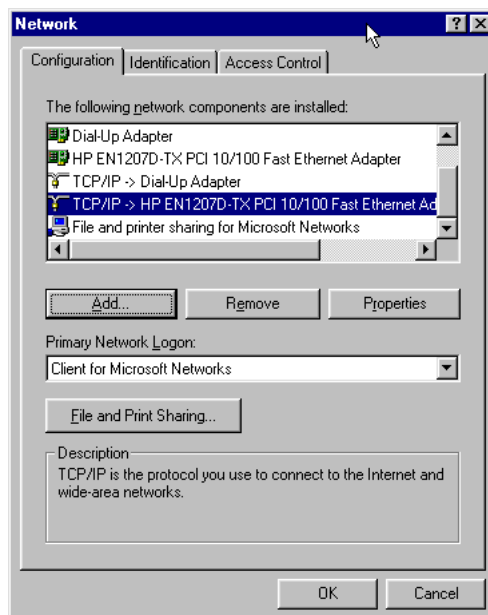 Network
Configuration Identification Access Control
The following network components are installed:
Dial-Up Adapter
HP EN1207D-TX PCI 10/100 Fast Ethernet Adapter
TCP/IP -> Dial-Up Adapter
TCP/IP -> HP EN1207D-TX PCI 10/100 Fast Ethernet Ad
File and printer sharing for Microsoft Networks
Add... Remove Properties
Primary Network Logon:
Client for Microsoft Networks
File and Print Sharing...
Description
TCP/IP is the protocol you use to connect to the Internet and
wide-area networks.
OK Cancel